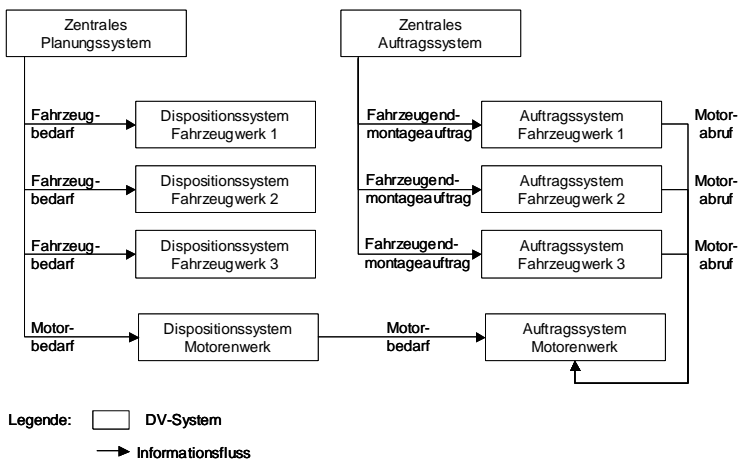 Zentrales
Planungssystem
Zentrales
Auftragssystem
Fahrzeug-
bedarf
Dispositionssystem
Fahrzeugwerk 1
Fahrzeugend-
montageauftrag
Auftragssystem
Fahrzeugwerk 1
Motor-
abruf
Fahrzeug-
bedarf
Dispositionssystem
Fahrzeugwerk 2
Fahrzeugend-
montageauftrag
Auftragssystem
Fahrzeugwerk 2
Motor-
abruf
Fahrzeug-
bedarf
Dispositionssystem
Fahrzeugwerk 3
Fahrzeugend-
montageauftrag
Auftragssystem
Fahrzeugwerk 3
Motor-
abruf
Motor-
bedarf
Dispositionssystem
Motorenwerk
Motor-
bedarf
Auftragssystem
Motorenwerk
Legende:
DV-System
Informationsfluss